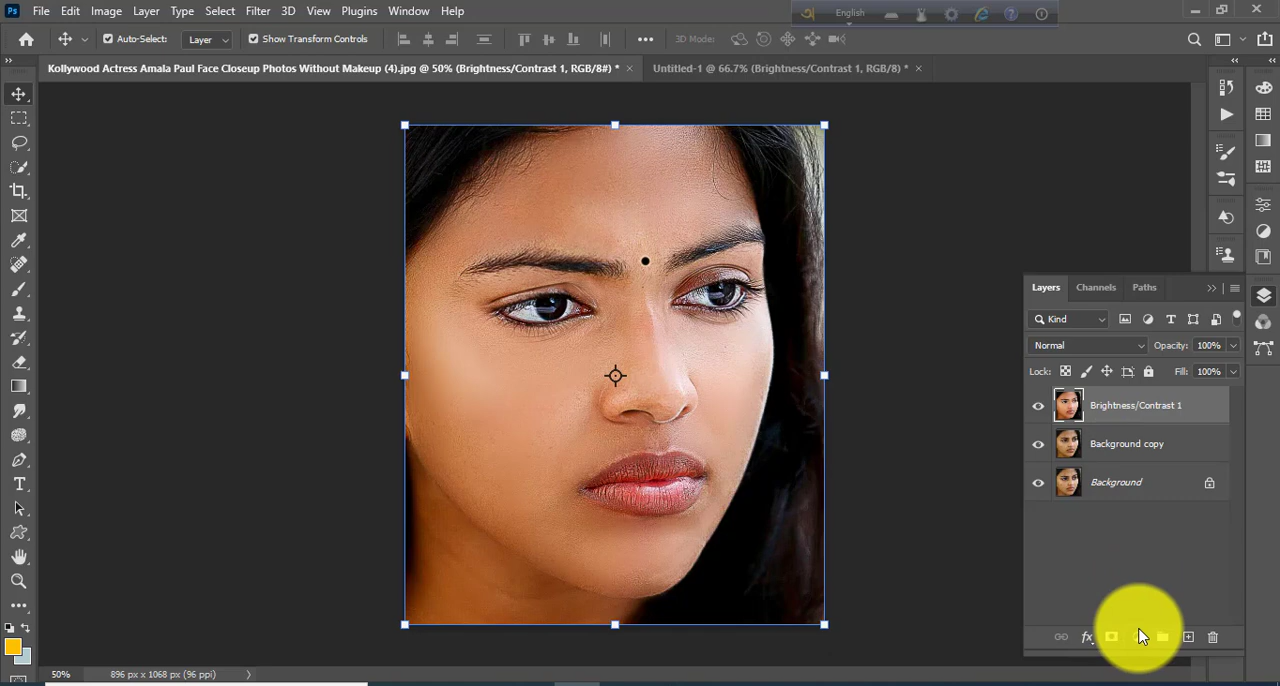 Ps File Edit Image Layer Type Select Filter 3D View Plugins Window Help
English
Auto-Select: Layer Show Transform Controls 3D Mode:
Kollywood Actress Amala Paul Face Closeup Photos Without Makeup (4).jpg @ 50% (Brightness/Contrast 1, RGB/8#) * × Untitled-1 @ 66.7% (Brightness/Contrast 1, RGB/8) * ×
Layers Channels Paths
Kind
Normal Opacity: 100%
Lock: Fill: 100%
Brightness/Contrast 1
Background copy
Background
fx
50% 896 px x 1068 px (96 ppi)